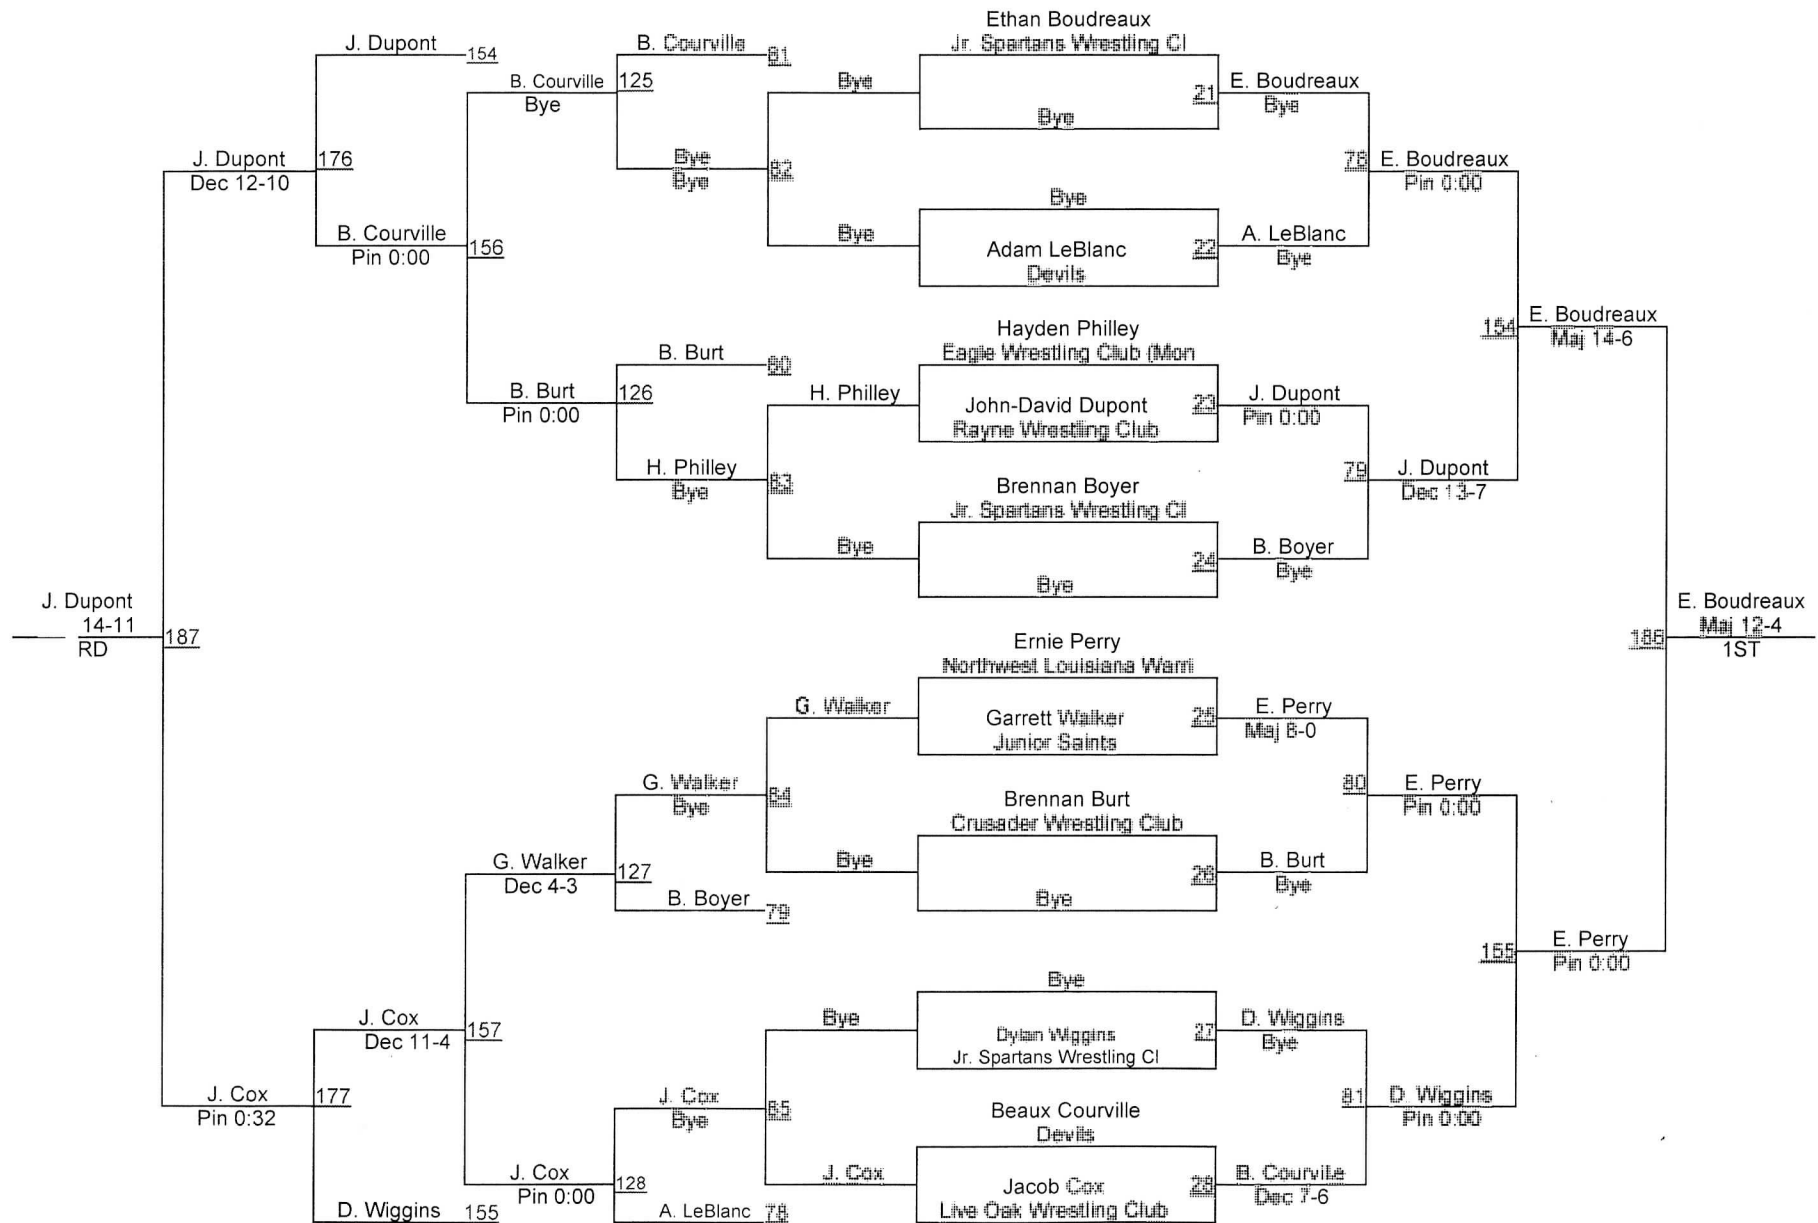 Ethan Boudreaux
J. Dupont
154
B. Courville
81
Jr. Spartans Wrestling Cl
B. Courville
125
Bye
Bye
21
E. Boudreaux
Bye
Bye
J. Dupont
176
Dec 12-10
Bye
Bye
82
78
E. Boudreaux
Pin 0:00
Bye
B. Courville
156
Pin 0:00
Bye
Adam LeBlanc
22
Devils
A. LeBlanc
Bye
Hayden Philley
Eagle Wrestling Club (Mon
154
E. Boudreaux
Maj 14-6
B. Burt
80
B. Burt
126
Pin 0:00
H. Philley
John-David Dupont
23
Rayne Wrestling Club
J. Dupont
Pin 0:00
H. Philley
83
Bye
Brennan Boyer
Jr. Spartans Wrestling Cl
79
J. Dupont
Dec 13-7
Bye
24
B. Boyer
Bye
Bye
J. Dupont
14-11
187
RD
E. Boudreaux
186
Maj 12-4
1ST
Ernie Perry
Northwest Louisiana Warri
G. Walker
Garrett Walker
25
Junior Saints
E. Perry
Maj 8-0
G. Walker
84
Bye
Brennan Burt
Crusader Wrestling Club
80
E. Perry
Pin 0:00
G. Walker
127
Dec 4-3
Bye
26
B. Burt
Bye
B. Boyer
79
Bye
155
E. Perry
Pin 0:00
Bye
J. Cox
157
Dec 11-4
Bye
Dylan Wiggins
27
Jr. Spartans Wrestling Cl
D. Wiggins
Bye
J. Cox
177
Pin 0:32
J. Cox
85
Bye
Beaux Courville
Devils
81
D. Wiggins
Pin 0:00
J. Cox
128
Pin 0:00
J. Cox
Jacob Cox
28
Live Oak Wrestling Club
B. Courville
Dec 7-6
D. Wiggins
155
A. LeBlanc
78